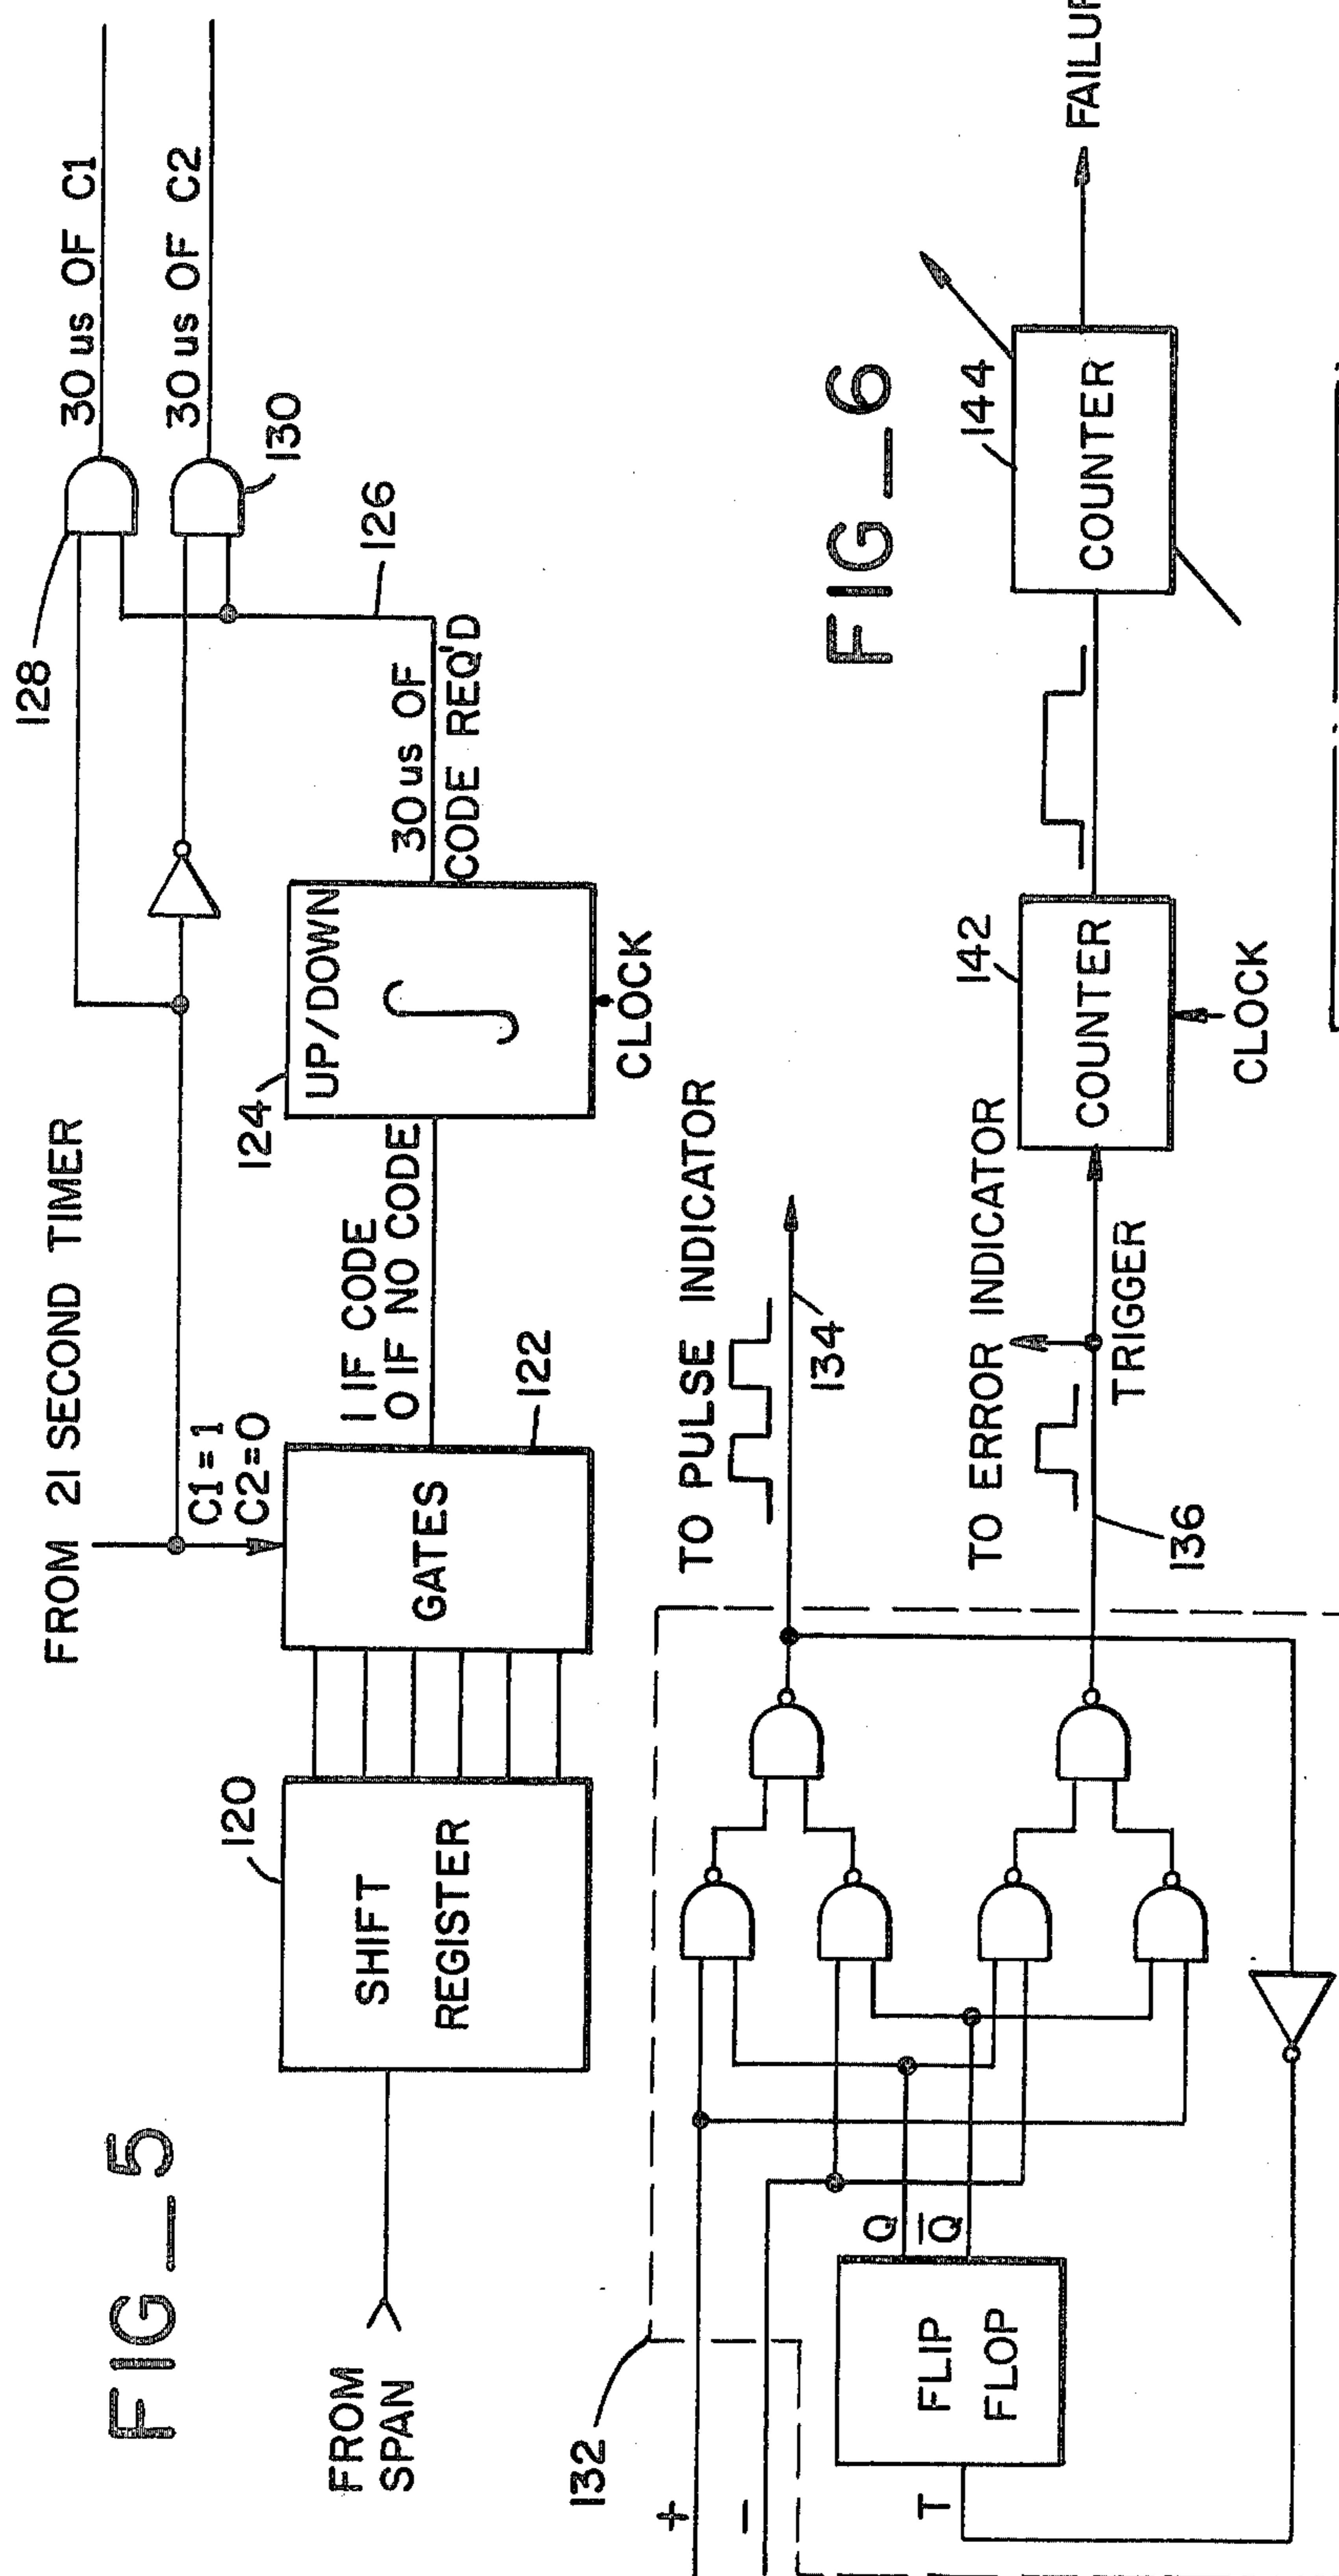 FIG_5
FROM 21 SECOND TIMER
C1=1
C2=0
FROM
SPAN
120
SHIFT
REGISTER
GATES
122
1 IF CODE
0 IF NO CODE
124
UP/DOWN
∫
CLOCK
30 us OF
CODE REQ'D
126
128
130
30 us OF C1
30 us OF C2
FIG_6
132
+
−
T
FLIP
FLOP
Q
Q̅
TO PULSE INDICATOR
134
TO ERROR INDICATOR
136
TRIGGER
142
COUNTER
CLOCK
144
COUNTER